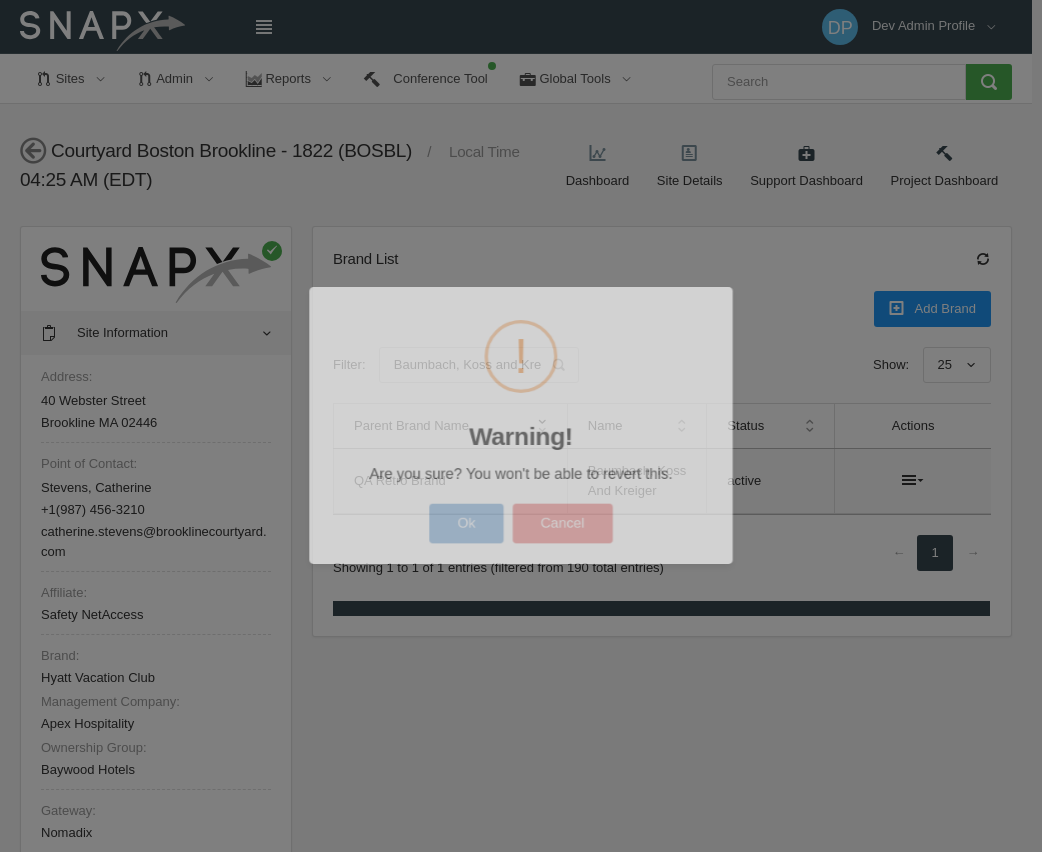 SNAPX
DP
Dev Admin Profile
Sites
Admin
Reports
Conference Tool
Global Tools
Search
Courtyard Boston Brookline - 1822 (BOSBL) / Local Time
04:25 AM (EDT)
Dashboard
Site Details
Support Dashboard
Project Dashboard
SNAPX
Site Information
Address:
40 Webster Street
Brookline MA 02446
Point of Contact:
Stevens, Catherine
+1(987) 456-3210
catherine.stevens@brooklinecourtyard.
com
Affiliate:
Safety NetAccess
Brand:
Hyatt Vacation Club
Management Company:
Apex Hospitality
Ownership Group:
Baywood Hotels
Gateway:
Nomadix
Brand List
Add Brand
Filter:
Baumbach, Koss and Kre
Show:
25
Parent Brand Name
Name
Status
Actions
QA Retro Brand
Baumbach, Koss
And Kreiger
active
Warning!
Are you sure? You won't be able to revert this.
Ok
Cancel
← 1 →
Showing 1 to 1 of 1 entries (filtered from 190 total entries)